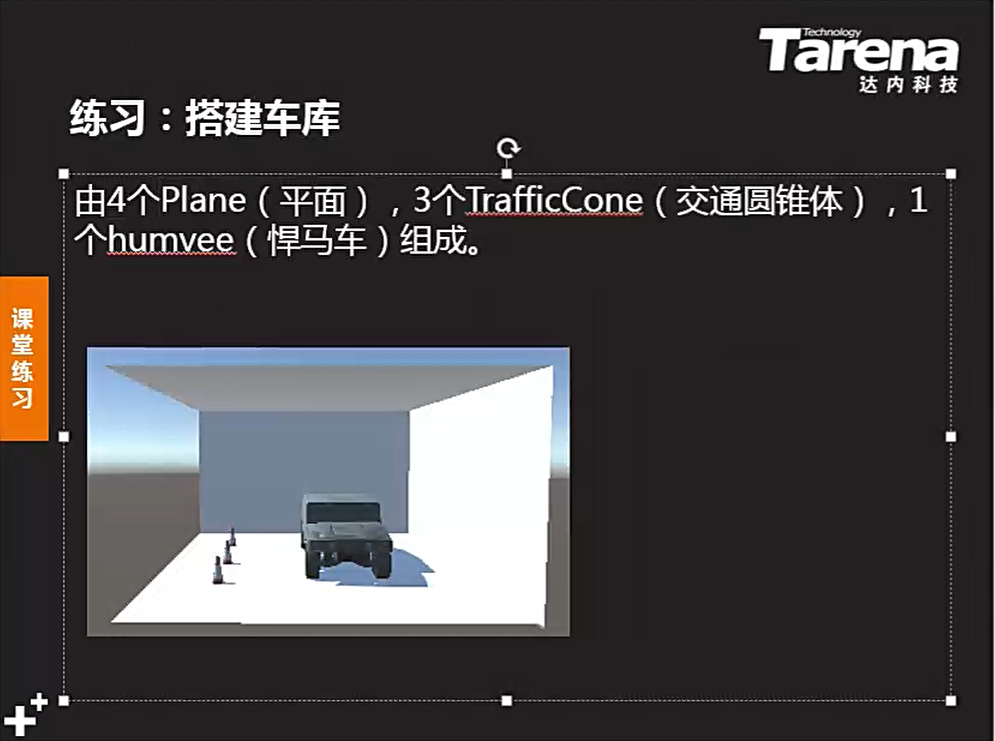 Technology
Tarena
达内科技
练习：搭建车库
由4个Plane（平面），3个TrafficCone（交通圆锥体），1
个humvee（悍马车）组成。
课堂练习